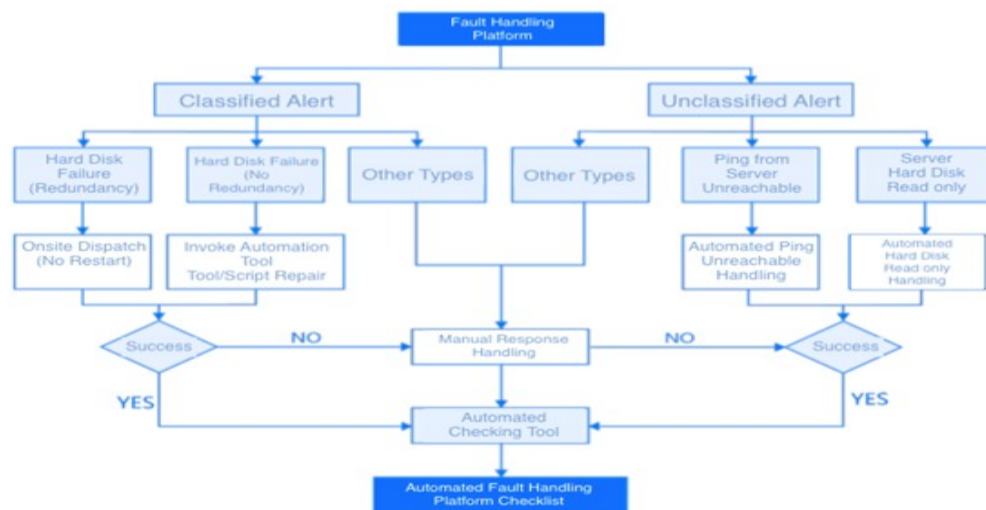 Fault Handling
Platform
Classified Alert
Unclassified Alert
Hard Disk
Failure
(Redundancy)
Hard Disk Failure
(No
Redundancy)
Other Types
Other Types
Ping from
Server
Unreachable
Server
Hard Disk
Read only
Onsite Dispatch
(No Restart)
Invoke Automation
Tool
Tool/Script Repair
Automated Ping
Unreachable
Handling
Automated
Hard Disk
Read only
Handling
Success
NO
Manual Response
Handling
NO
Success
YES
YES
Automated
Checking Tool
Automated Fault Handling
Platform Checklist